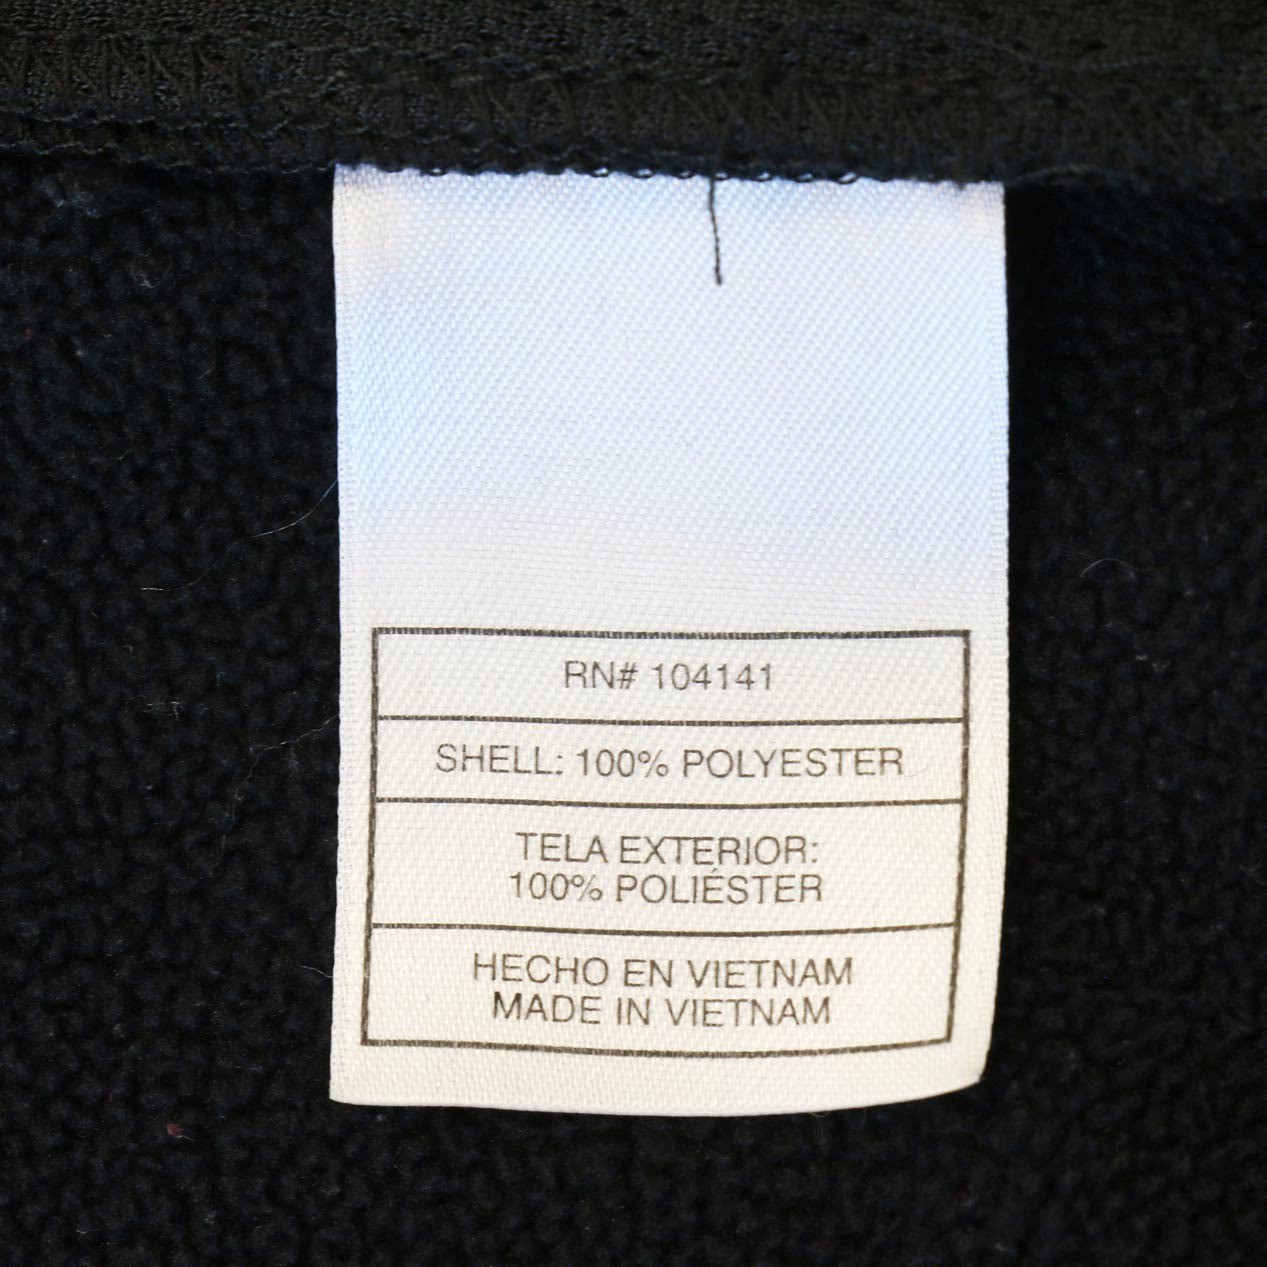 RN# 104141
SHELL: 100% POLYESTER
TELA EXTERIOR:
100% POLIÉSTER
HECHO EN VIETNAM
MADE IN VIETNAM